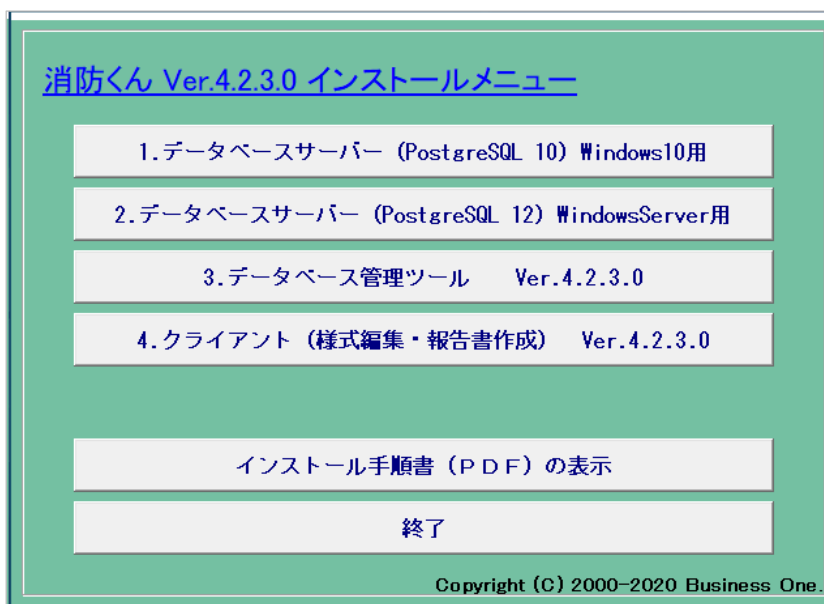 消防くん Ver.4.2.3.0 インストールメニュー
1.データベースサーバー (PostgreSQL 10) Windows10用
2.データベースサーバー (PostgreSQL 12) WindowsServer用
3.データベース管理ツール　Ver.4.2.3.0
4.クライアント (様式編集・報告書作成)　Ver.4.2.3.0
インストール手順書（ＰＤＦ）の表示
終了
Copyright (C) 2000-2020 Business One.